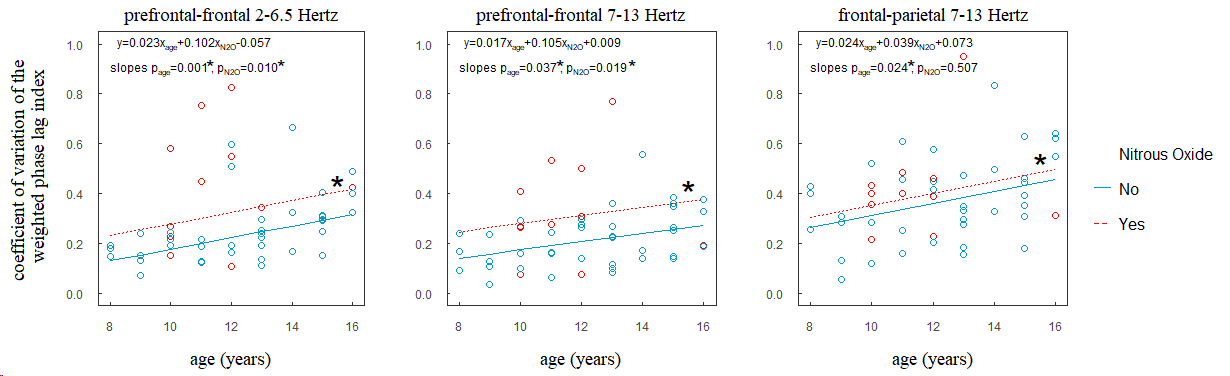 prefrontal-frontal 2-6.5 Hertz
y=0.023xage+0.102xN2O-0.057
slopes page=0.001*, pN2O=0.010*
1.0
0.8
0.6
0.4
0.2
0.0
*
8 10 12 14 16
age (years)
coefficient of variation of the
weighted phase lag index
prefrontal-frontal 7-13 Hertz
y=0.017xage+0.105xN2O+0.009
slopes page=0.037*, pN2O=0.019*
1.0
0.8
0.6
0.4
0.2
0.0
*
8 10 12 14 16
age (years)
frontal-parietal 7-13 Hertz
y=0.024xage+0.039xN2O+0.073
slopes page=0.024*, pN2O=0.507
1.0
0.8
0.6
0.4
0.2
0.0
*
8 10 12 14 16
age (years)
Nitrous Oxide
No
Yes